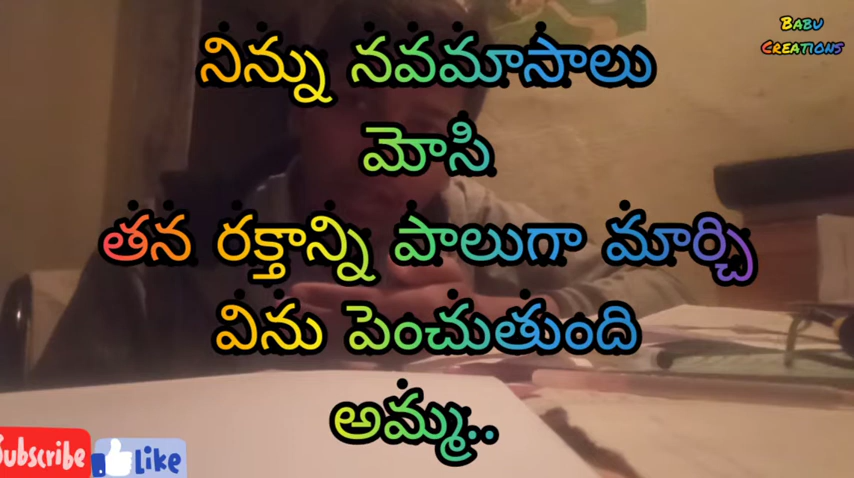 Babu
Creations
నిన్ను నవమాసాలు
మోసి
తన రక్తాన్ని పాలుగా మార్చి
విను పెంచుతుంది
అమ్మ..
Subscribe
Like